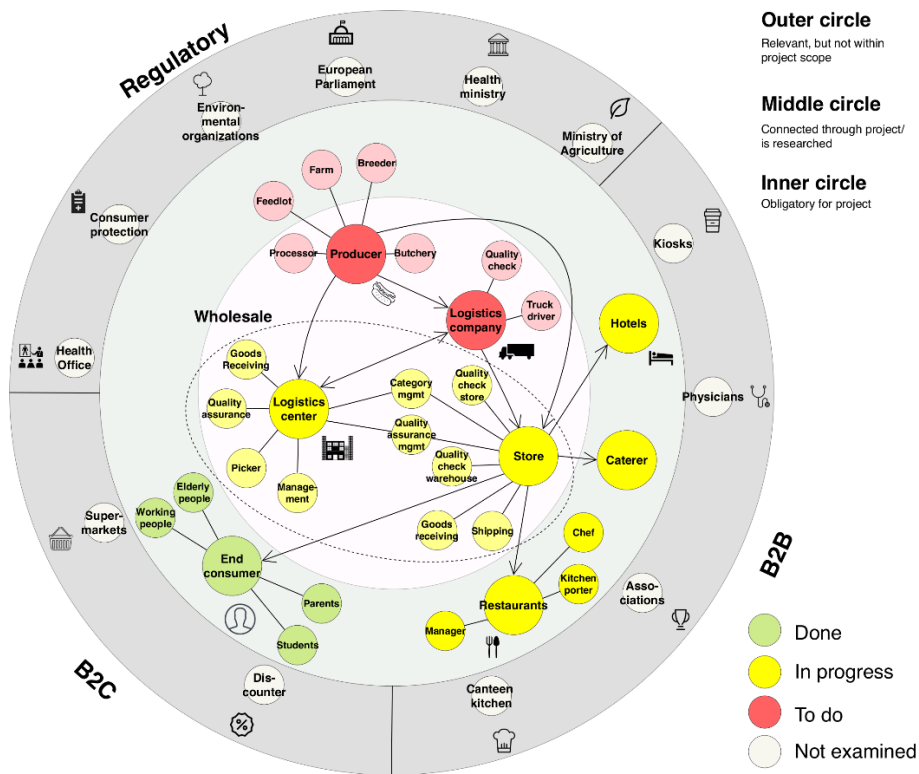 Outer circle
Relevant, but not within
project scope
Middle circle
Connected through project/
is researched
Inner circle
Obligatory for project
Regulatory
European
Parliament
Health
ministry
Environ-
mental
organizations
Ministry of
Agriculture
Consumer
protection
Health
Office
Kiosks
Physicians
Asso-
ciations
B2B
Canteen
kitchen
Dis-
counter
B2C
Super-
markets
Farm
Breeder
Feedlot
Processor
Producer
Butchery
Quality
check
Logistics
company
Truck
driver
Wholesale
Hotels
Goods
Receiving
Quality
assurance
Logistics
center
Category
mgmt
Quality
check
store
Quality
assurance
mgmt
Picker
Manage-
ment
Quality
check
warehouse
Store
Caterer
Goods
receiving
Shipping
Elderly
people
Working
people
End
consumer
Parents
Students
Chef
Kitchen
porter
Restaurants
Manager
Done
In progress
To do
Not examined